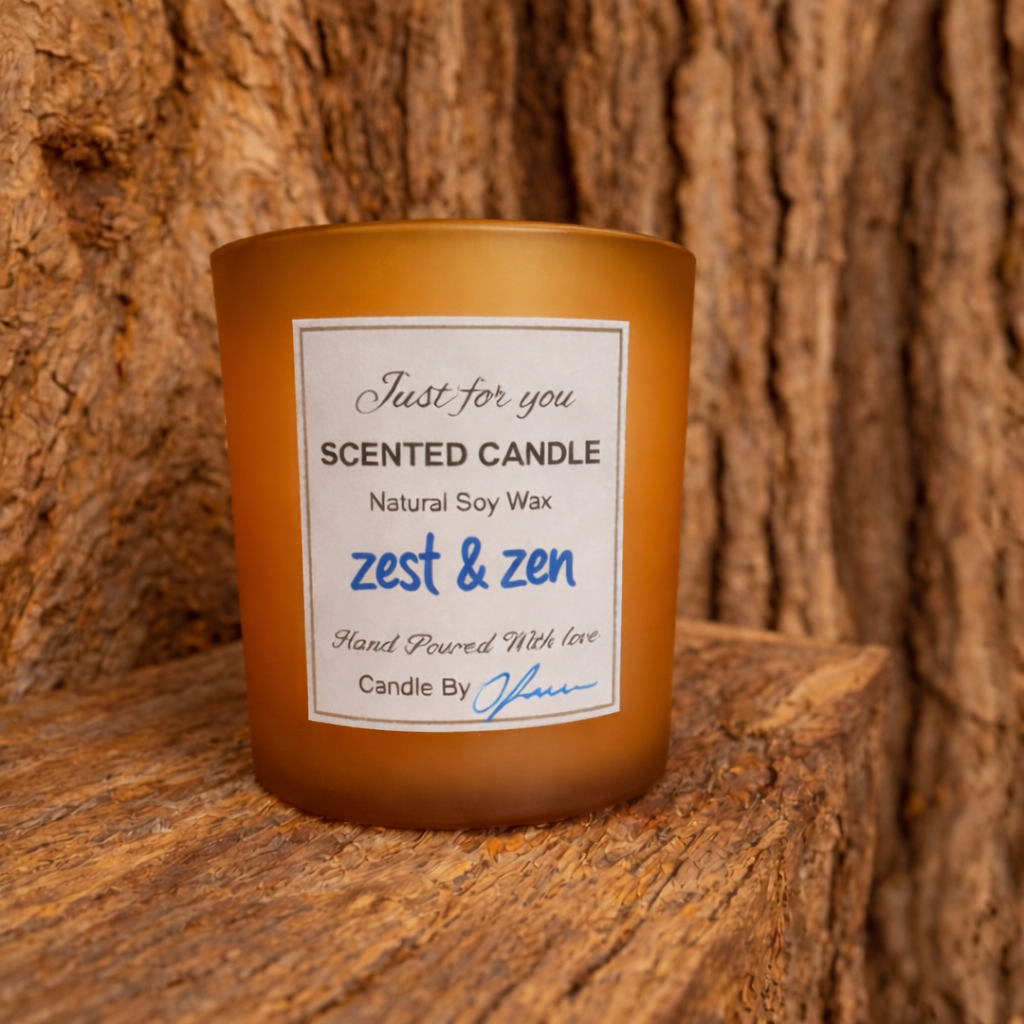 Just for you
SCENTED CANDLE
Natural Soy Wax
zest & zen
Hand Poured With love
Candle By